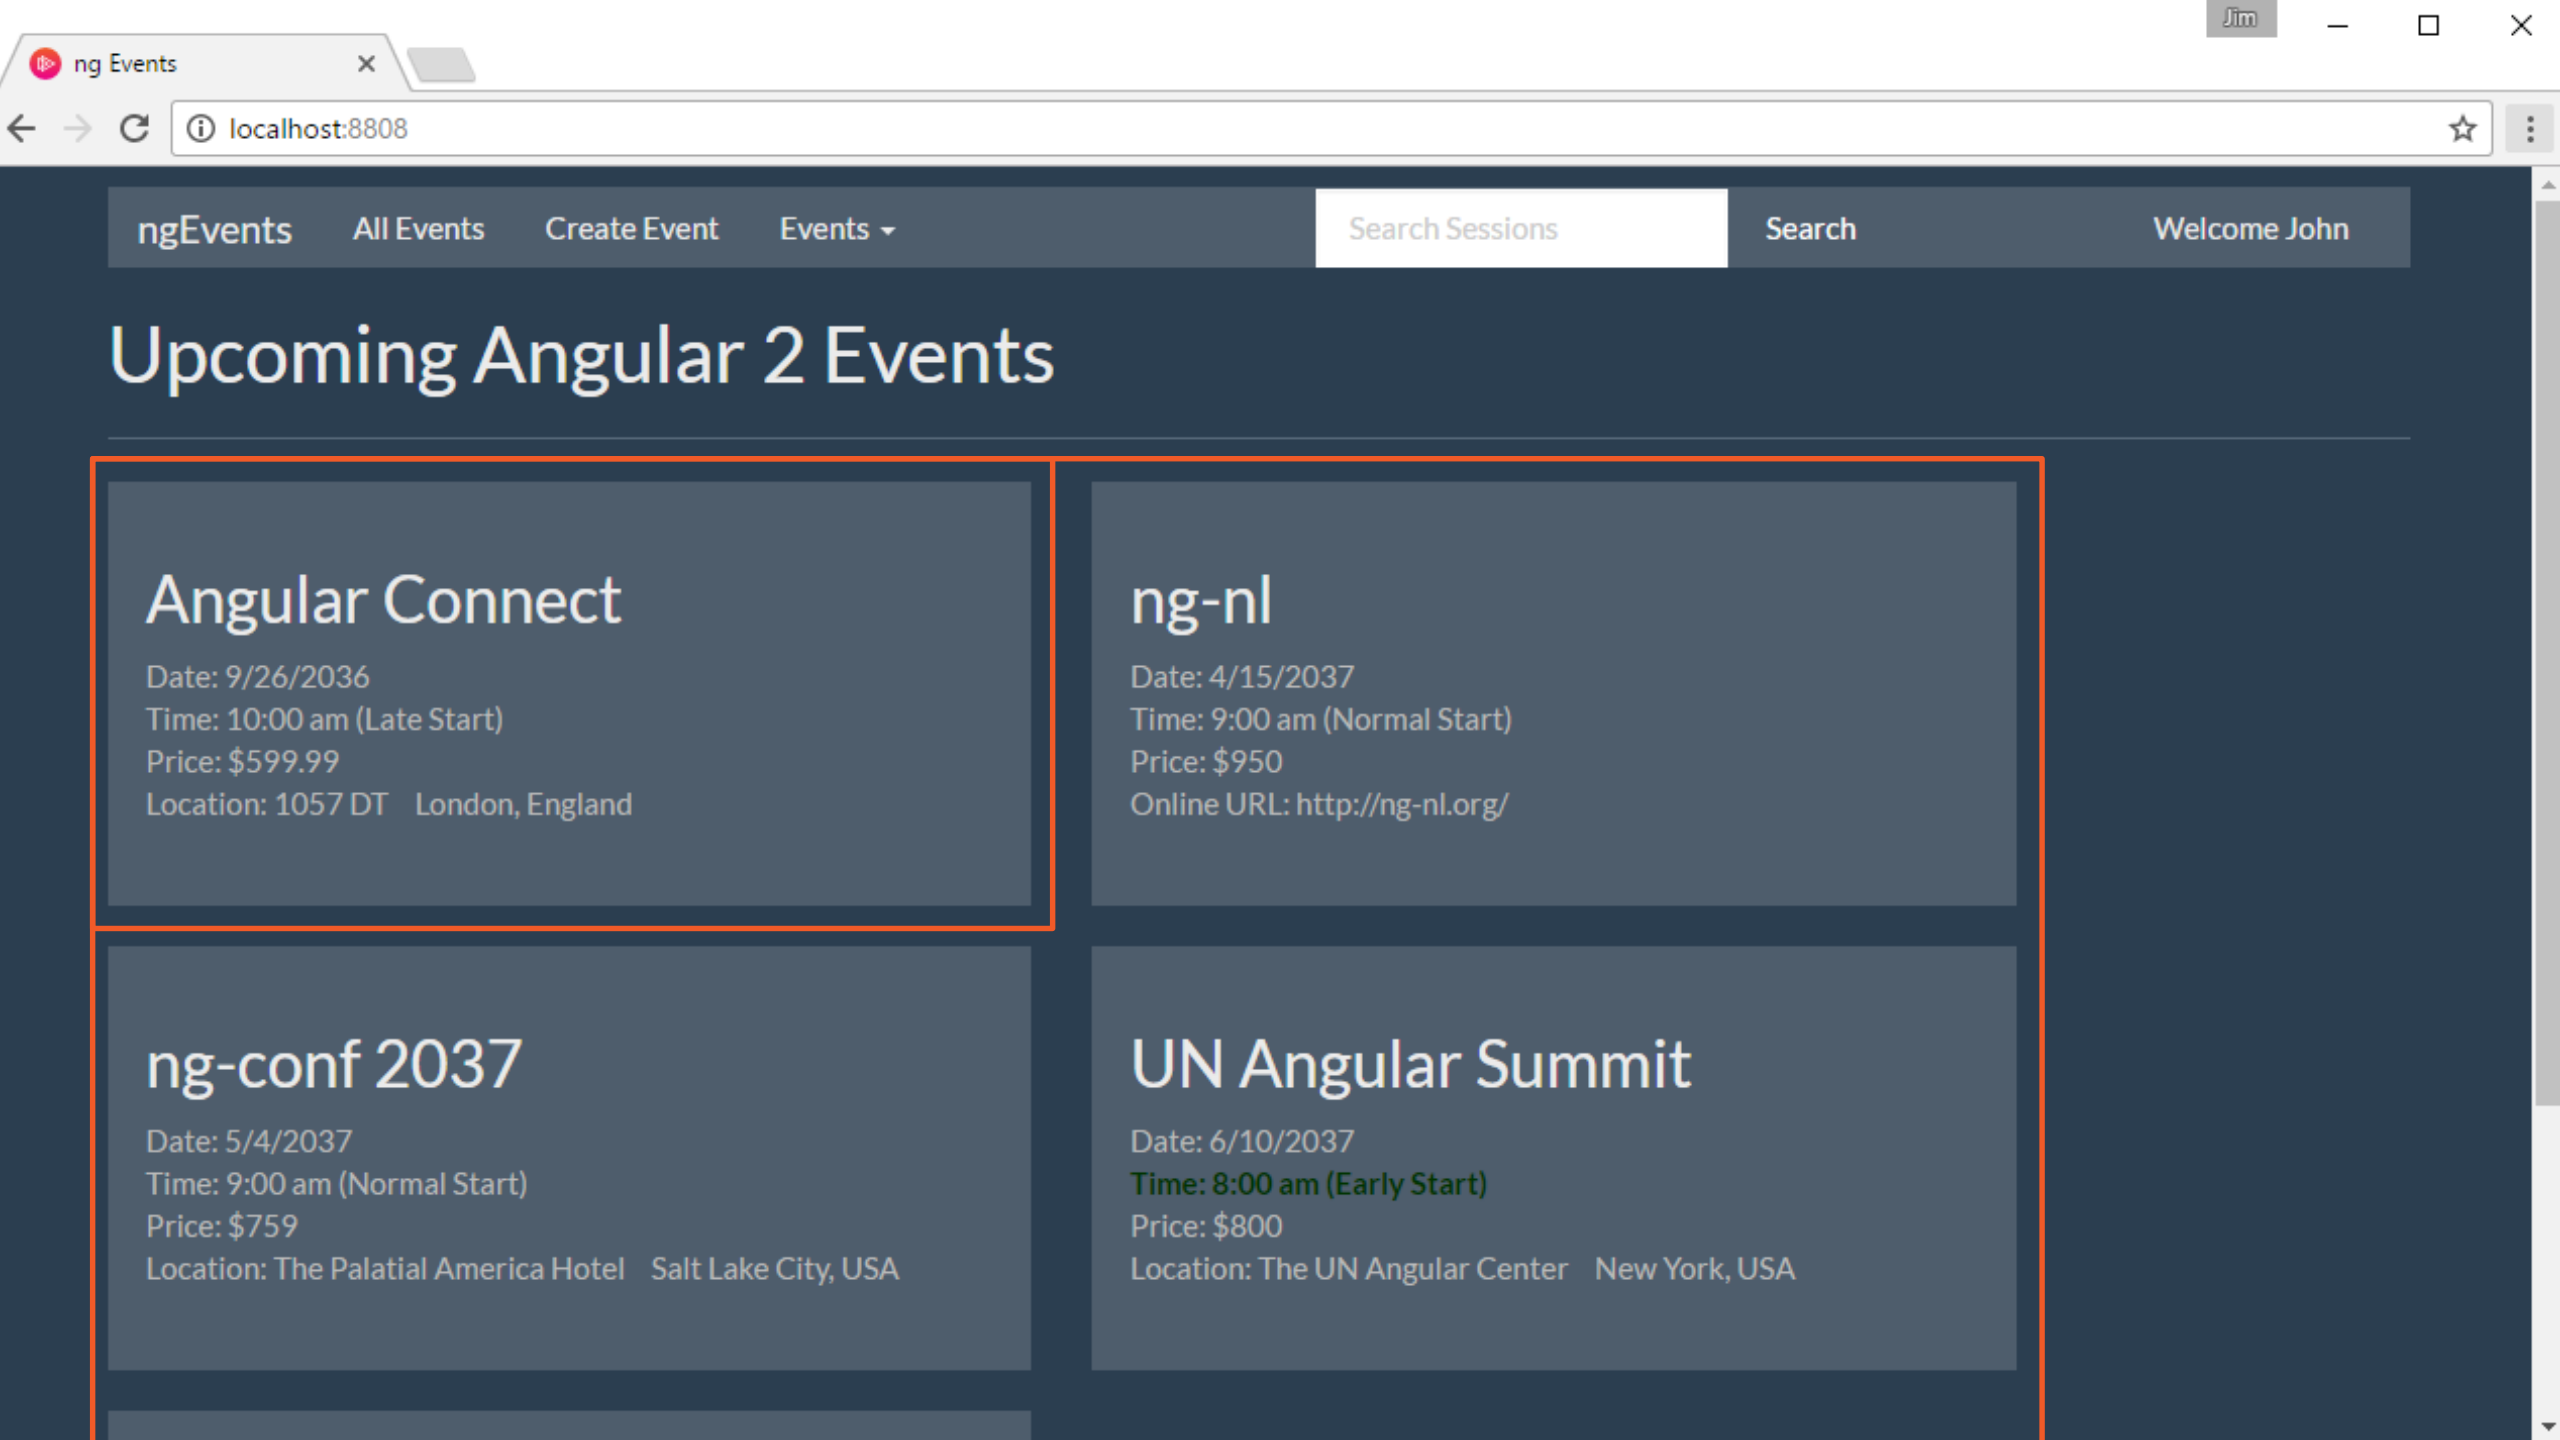 Jim
ng Events
localhost:8808
ngEvents All Events Create Event Events Search Sessions Search Welcome John
Upcoming Angular 2 Events
Angular Connect
Date: 9/26/2036
Time: 10:00 am (Late Start)
Price: $599.99
Location: 1057 DT London, England
ng-nl
Date: 4/15/2037
Time: 9:00 am (Normal Start)
Price: $950
Online URL: http://ng-nl.org/
ng-conf 2037
Date: 5/4/2037
Time: 9:00 am (Normal Start)
Price: $759
Location: The Palatial America Hotel Salt Lake City, USA
UN Angular Summit
Date: 6/10/2037
Time: 8:00 am (Early Start)
Price: $800
Location: The UN Angular Center New York, USA